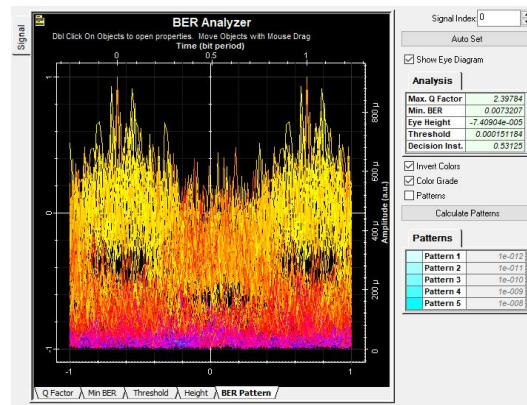 Signal
BER Analyzer
Dbl Click On Objects to open properties. Move Objects with Mouse Drag
Time (bit period)
0 0.5 1
1
0
-1
800 µ
600 µ
400 µ
200 µ
0
Amplitude (a.u.)
-1 0 1
Q Factor Min BER Threshold Height BER Pattern
Signal Index: 0
Auto Set
Show Eye Diagram
Analysis
Max. Q Factor 2.39784
Min. BER 0.0073207
Eye Height -7.40904e-005
Threshold 0.000151184
Decision Inst. 0.53125
Invert Colors
Color Grade
Patterns
Calculate Patterns
Patterns
Pattern 1 1e-012
Pattern 2 1e-011
Pattern 3 1e-010
Pattern 4 1e-009
Pattern 5 1e-008